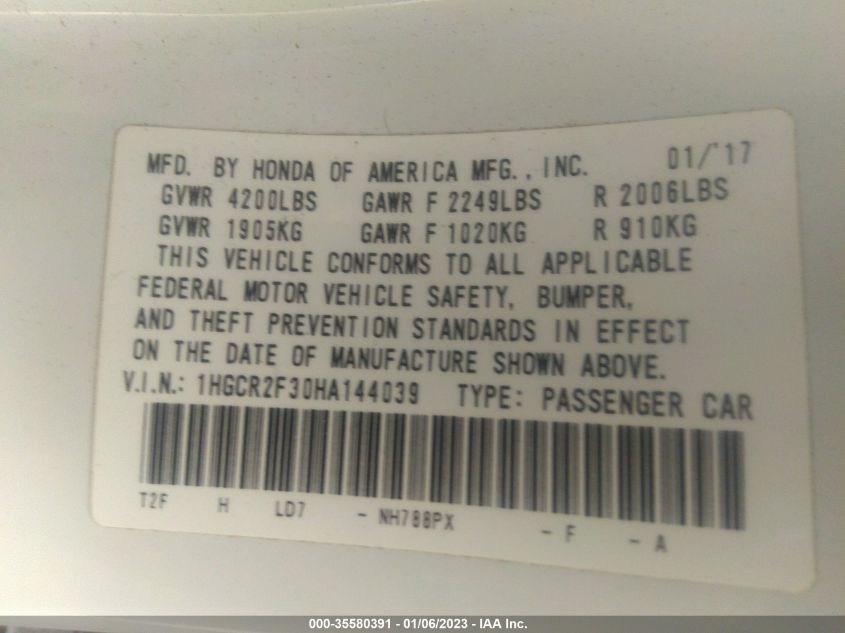 MFD. BY HONDA OF AMERICA MFG., INC. 01/'17
GVWR 4200LBS GAWR F 2249LBS R 2006LBS
GVWR 1905KG GAWR F 1020KG R 910KG
THIS VEHICLE CONFORMS TO ALL APPLICABLE
FEDERAL MOTOR VEHICLE SAFETY, BUMPER,
AND THEFT PREVENTION STANDARDS IN EFFECT
ON THE DATE OF MANUFACTURE SHOWN ABOVE.
V.I.N.: 1HGCR2F30HA144039 TYPE: PASSENGER CAR
T2F H LD7 - NH788PX - F - A
000-35580391 - 01/06/2023 - IAA Inc.